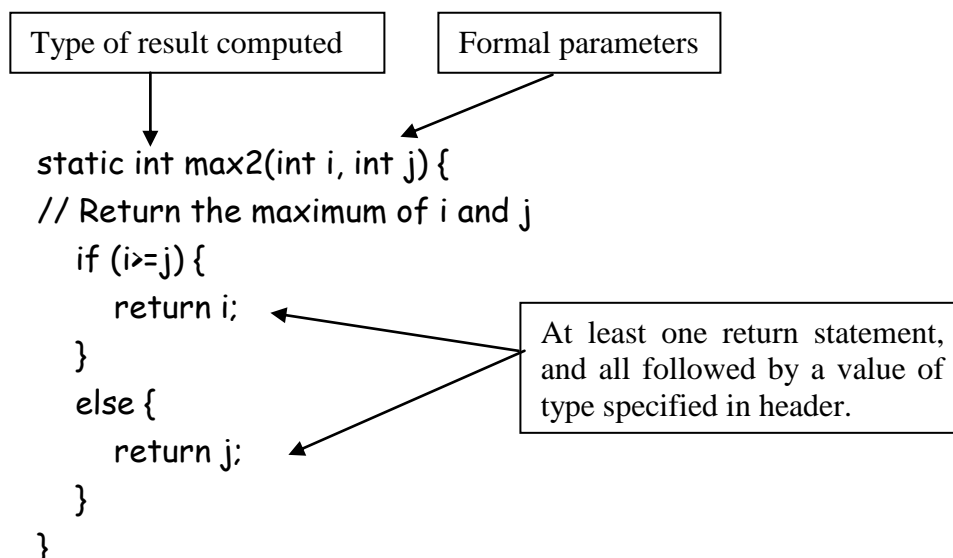 Type of result computed
Formal parameters
static int max2(int i, int j) {
// Return the maximum of i and j
if (i>=j) {
return i;
}
else {
return j;
}
}
At least one return statement,
and all followed by a value of
type specified in header.